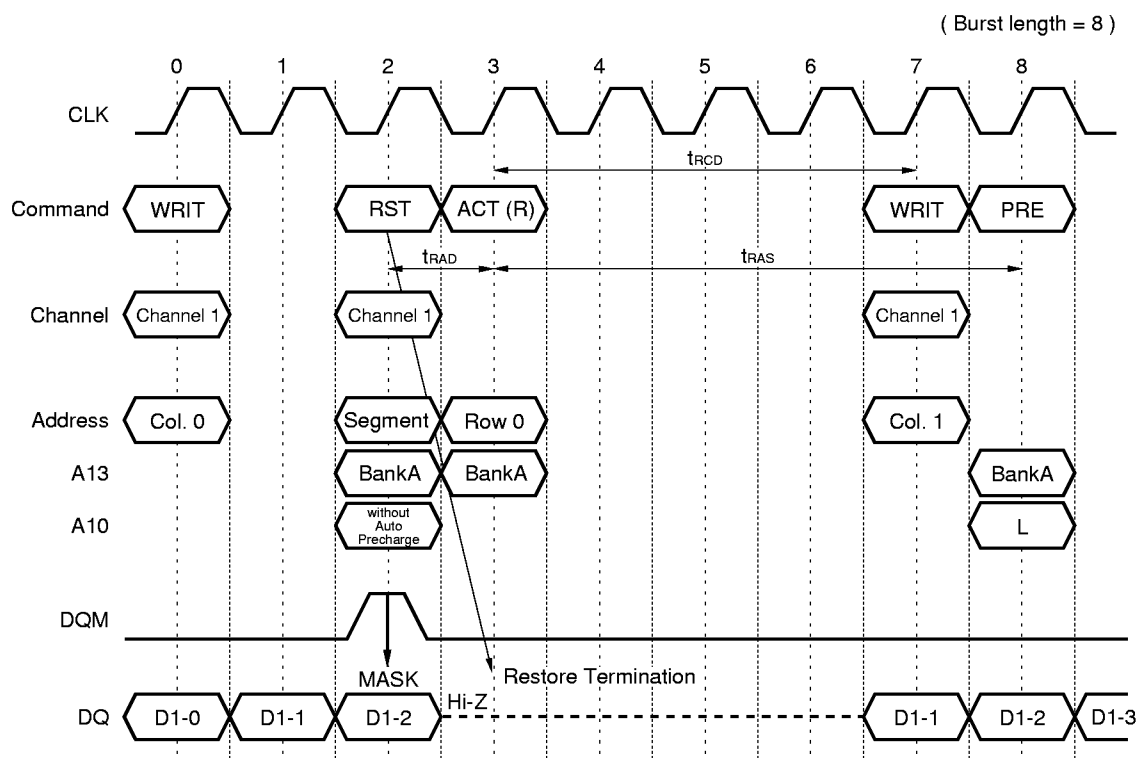 ( Burst length = 8 )
0 1 2 3 4 5 6 7 8
CLK
tRCD
Command WRIT RST ACT (R) WRIT PRE
tRAD tRAS
Channel Channel 1 Channel 1 Channel 1
Address Col. 0 Segment Row 0 Col. 1
A13 BankA BankA BankA
without
A10 Auto L
Precharge
DQM
MASK Restore Termination
Hi-Z
DQ D1-0 D1-1 D1-2 D1-1 D1-2 D1-3